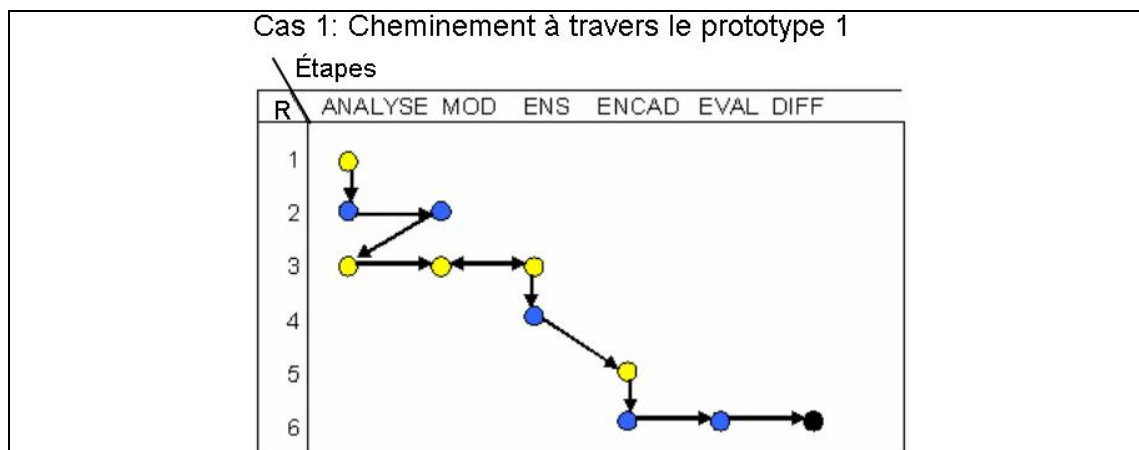 Cas 1: Cheminement à travers le prototype 1
Étapes
R ANALYSE MOD ENS ENCAD EVAL DIFF
1
2
3
4
5
6